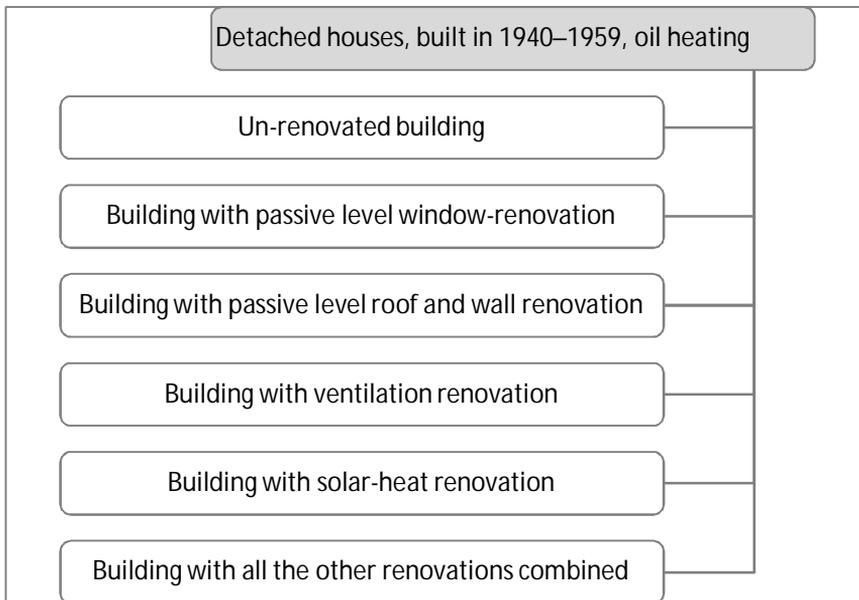 Detached houses, built in 1940–1959, oil heating
Un-renovated building
Building with passive level window-renovation
Building with passive level roof and wall renovation
Building with ventilation renovation
Building with solar-heat renovation
Building with all the other renovations combined